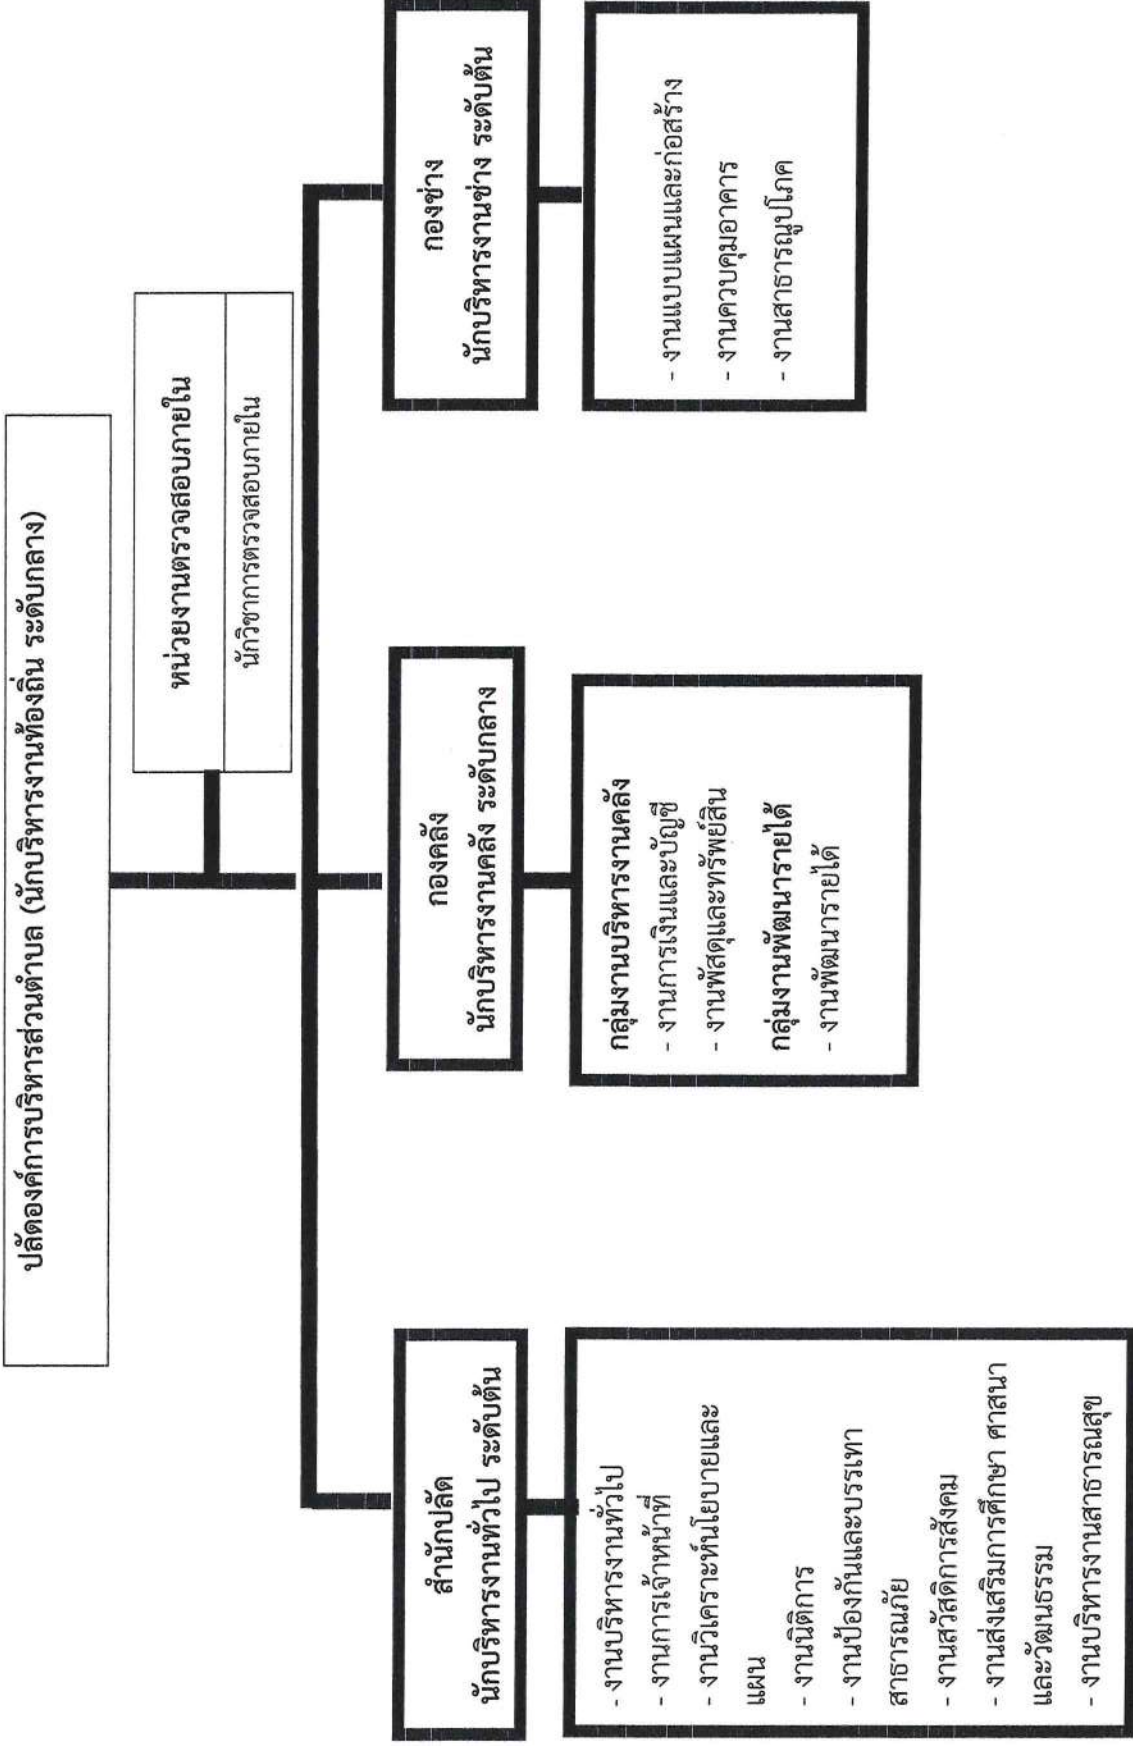 ปลัดองค์การบริหารส่วนตำบล (นักบริหารงานท้องถิ่น ระดับกลาง)
หน่วยงานตรวจสอบภายใน
นักวิชาการตรวจสอบภายใน
สำนักปลัด
นักบริหารงานทั่วไป ระดับต้น
- งานบริหารงานทั่วไป
- งานการเจ้าหน้าที่
- งานวิเคราะห์นโยบายและ
แผน
- งานนิติการ
- งานป้องกันและบรรเทา
สาธารณภัย
- งานสวัสดิการสังคม
- งานส่งเสริมการศึกษา ศาสนา
และวัฒนธรรม
- งานบริหารงานสาธารณสุข
กองคลัง
นักบริหารงานคลัง ระดับกลาง
กลุ่มงานบริหารงานคลัง
- งานการเงินและบัญชี
- งานพัสดุและทรัพย์สิน
กลุ่มงานพัฒนารายได้
- งานพัฒนารายได้
กองช่าง
นักบริหารงานช่าง ระดับต้น
- งานแบบแผนและก่อสร้าง
- งานควบคุมอาคาร
- งานสาธารณูปโภค